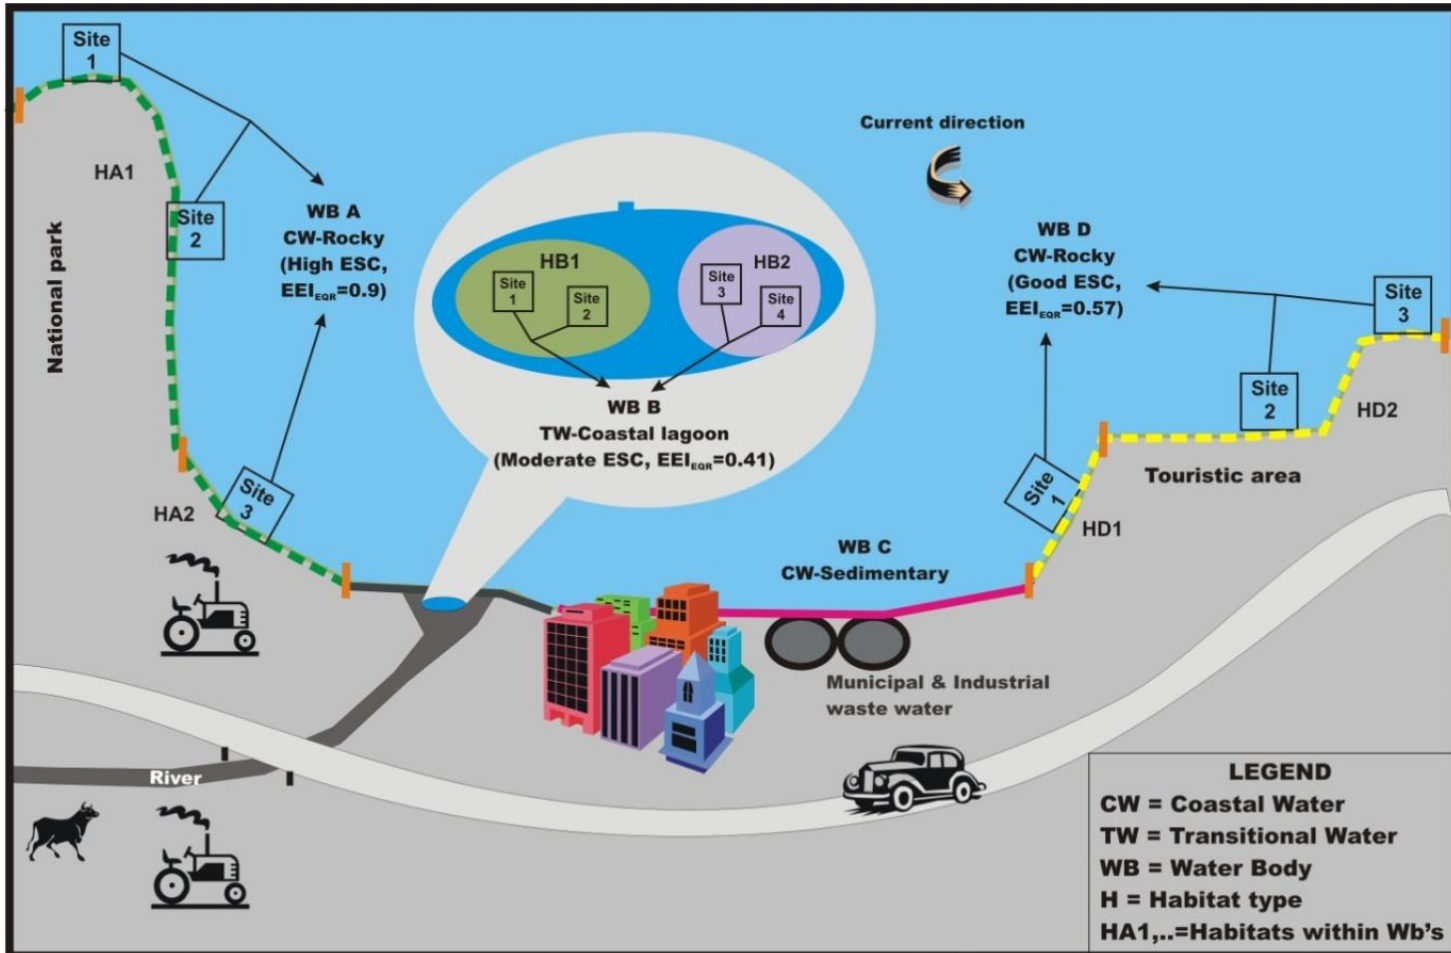 Site
1
HA1
National park
Site
2
WB A
CW-Rocky
(High ESC,
EEIEQR=0.9)
HA2
Site
3
HB1
Site
1
Site
2
HB2
Site
3
Site
4
WB B
TW-Coastal lagoon
(Moderate ESC, EEIEQR=0.41)
Current direction
WB D
CW-Rocky
(Good ESC,
EEIEQR=0.57)
Site
3
Site
2
HD2
Touristic area
Site
1
HD1
WB C
CW-Sedimentary
Municipal & Industrial
waste water
River
LEGEND
CW = Coastal Water
TW = Transitional Water
WB = Water Body
H = Habitat type
HA1,..=Habitats within Wb's